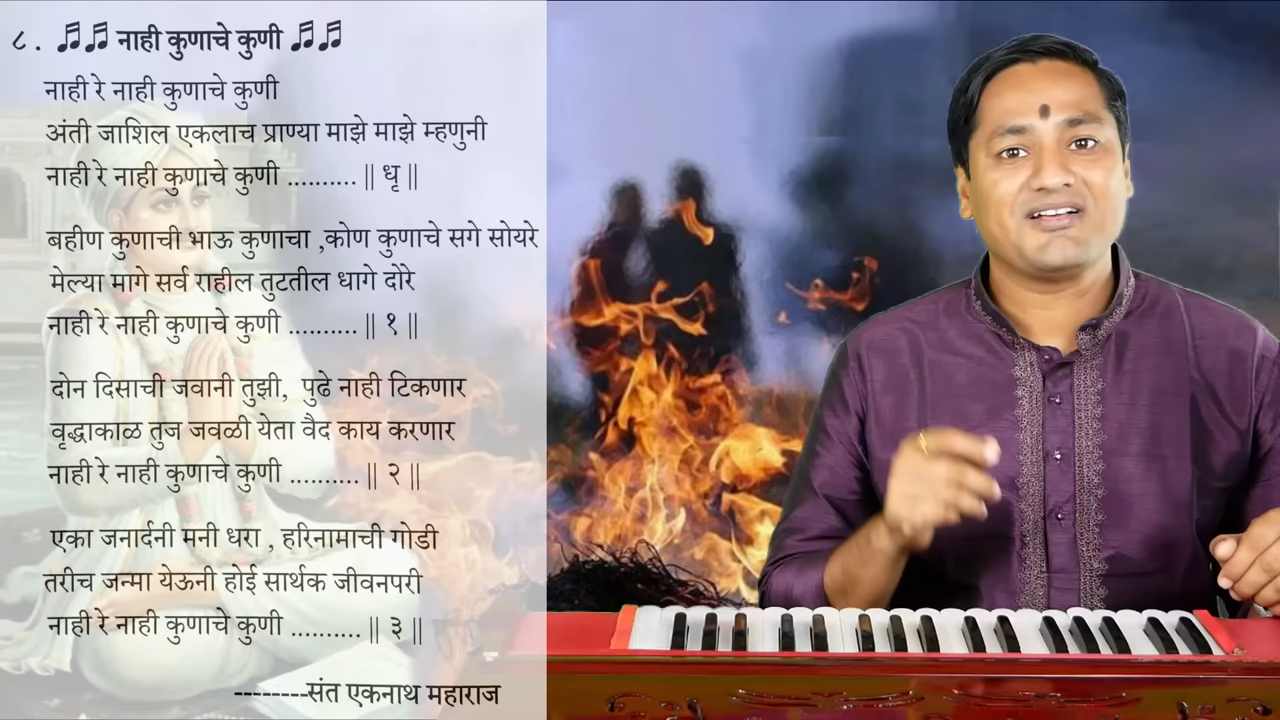 ८. ♫♫ नाही कुणाचे कुणी ♫♫
नाही रे नाही कुणाचे कुणी
अंती जाशिल एकलाच प्राण्या माझे माझे म्हणुनी
नाही रे नाही कुणाचे कुणी .......... || धृ ||
बहीण कुणाची भाऊ कुणाचा ,कोण कुणाचे सगे सोयरे
मेल्या मागे सर्व राहील तुटतील धागे दोरे
नाही रे नाही कुणाचे कुणी .......... || १ ||
दोन दिसाची जवानी तुझी, पुढे नाही टिकणार
वृद्धाकाळ तुज जवळी येता वैद काय करणार
नाही रे नाही कुणाचे कुणी .......... || २ ||
एका जनार्दनी मनी धरा , हरिनामाची गोडी
तरीच जन्मा येऊनी होई सार्थक जीवनपरी
नाही रे नाही कुणाचे कुणी .......... || ३ ||
--------संत एकनाथ महाराज